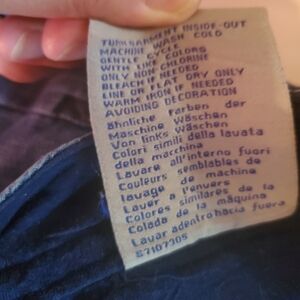 TURN GARMENT INSIDE-OUT
MACHINE WASH COLD
GENTLE CYCLE
WITH LIKE COLORS
ONLY NON-CHLORINE
BLEACH IF NEEDED
LINE OR FLAT DRY ONLY
WARM IRON IF NEEDED
AVOIDING DECORATION
ähnliche Farben der
Maschine Wäschen
Von links wäschen
Colori simili della lavata
della macchina
Lavare all'interno fuori
Couleurs semblables de
lavage de machine
Laver a l'envers
Colores similares de la
Colada de la máquina
Lavar adentro hacia fuera
87107305